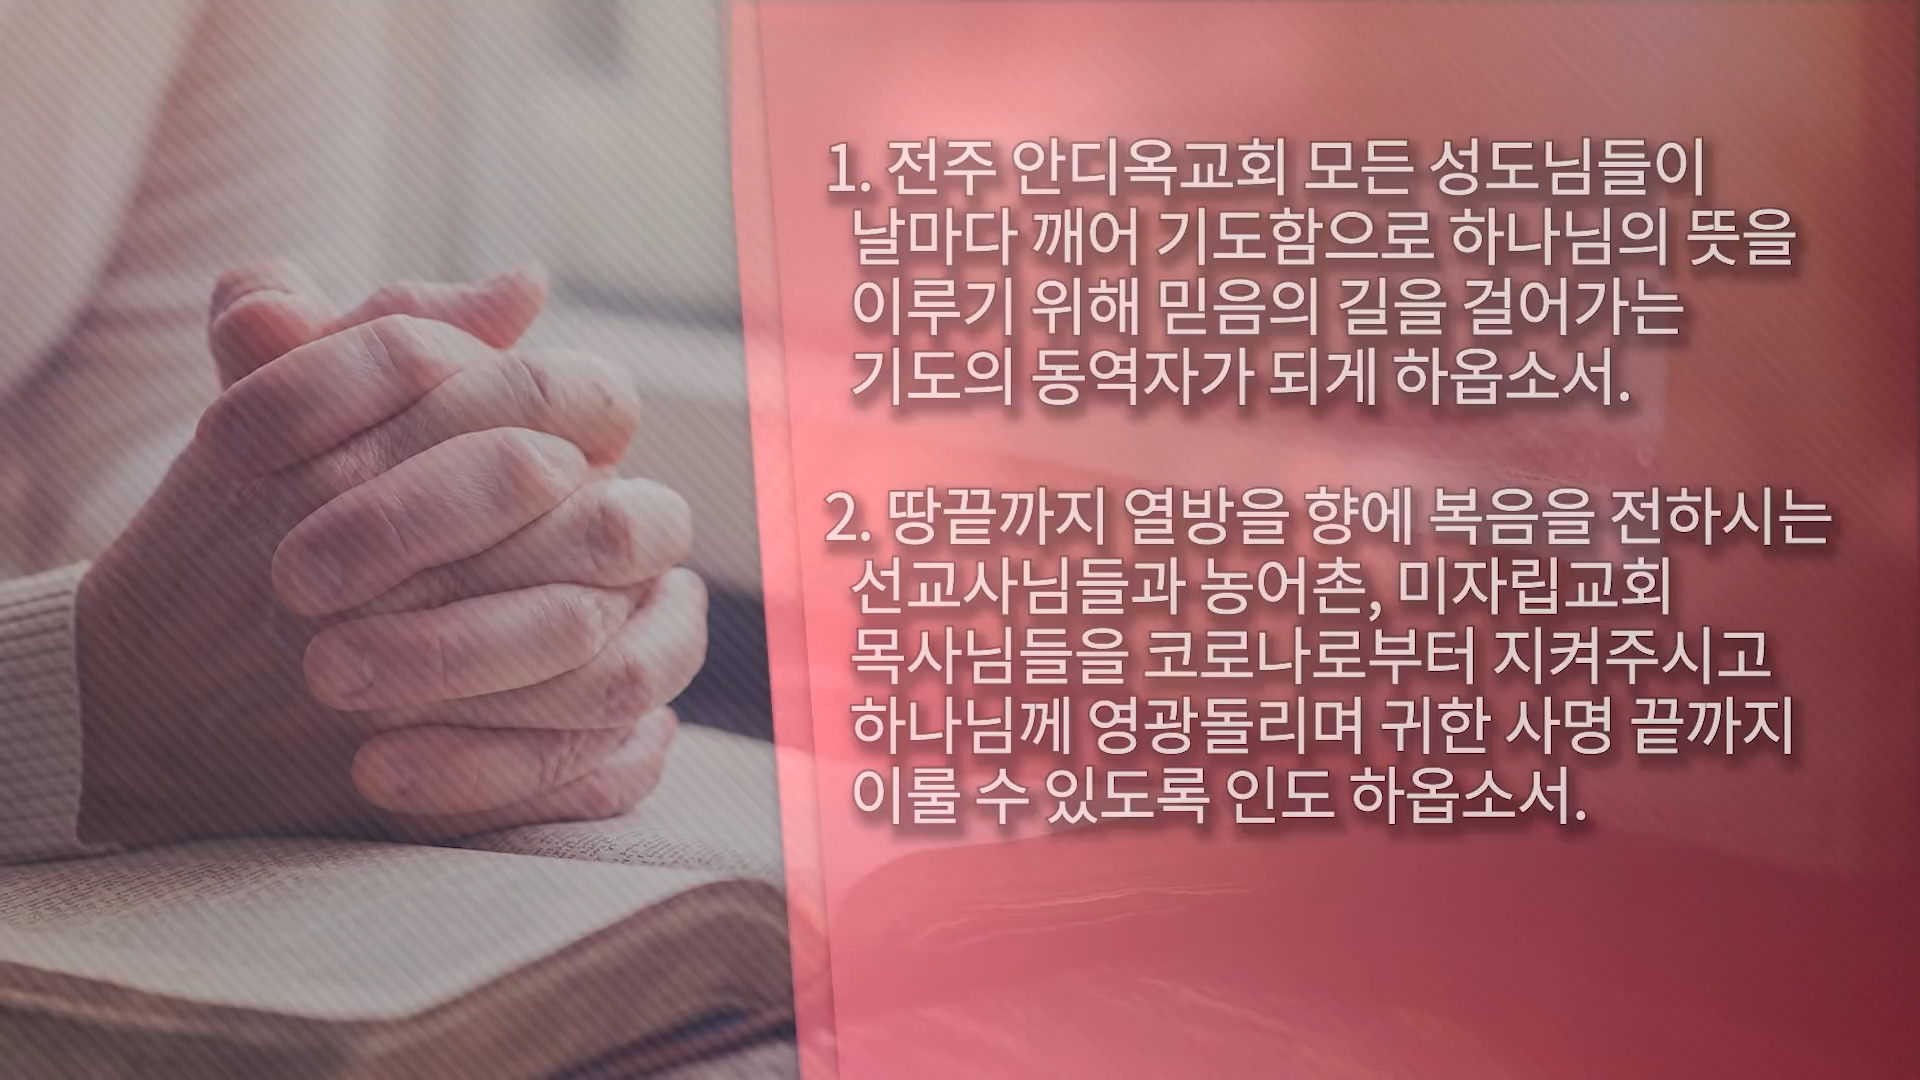 1. 전주 안디옥교회 모든 성도님들이
날마다 깨어 기도함으로 하나님의 뜻을
이루기 위해 믿음의 길을 걸어가는
기도의 동역자가 되게 하옵소서.
2. 땅끝까지 열방을 향에 복음을 전하시는
선교사님들과 농어촌, 미자립교회
목사님들을 코로나로부터 지켜주시고
하나님께 영광돌리며 귀한 사명 끝까지
이룰 수 있도록 인도 하옵소서.